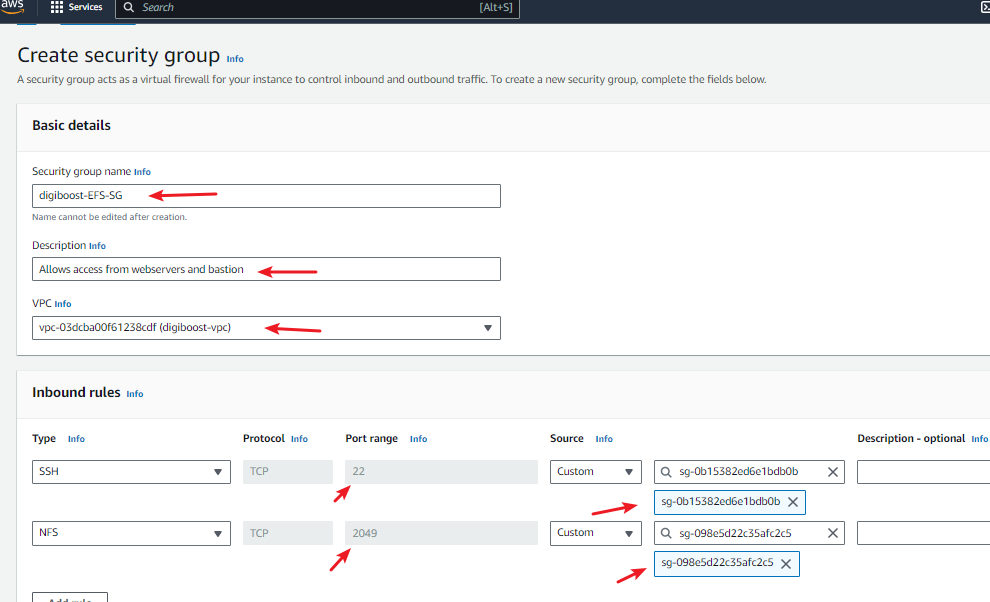 aws Services Search [Alt+S]
Create security group Info
A security group acts as a virtual firewall for your instance to control inbound and outbound traffic. To create a new security group, complete the fields below.
Basic details
Security group name Info
digiboost-EFS-SG
Name cannot be edited after creation.
Description Info
Allows access from webservers and bastion
VPC Info
vpc-03dcba00f61238cdf (digiboost-vpc)
Inbound rules Info
Type Info Protocol Info Port range Info Source Info Description - optional Info
SSH TCP 22 Custom sg-0b15382ed6e1bdb0b
sg-0b15382ed6e1bdb0b
NFS TCP 2049 Custom sg-098e5d22c35afc2c5
sg-098e5d22c35afc2c5
Add rule